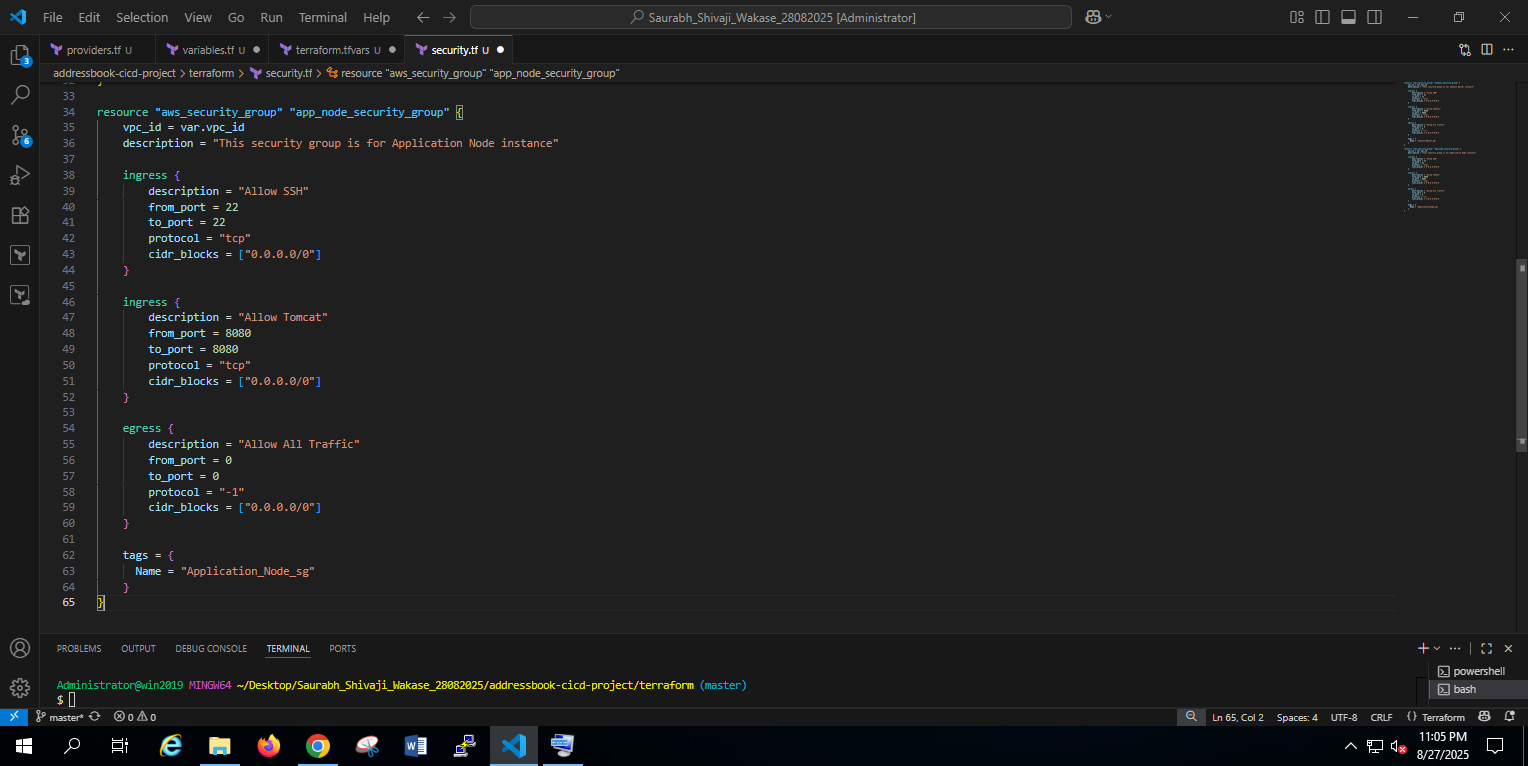 File Edit Selection View Go Run Terminal Help Saurabh_Shivaji_Wakase_28082025 [Administrator]
providers.tf U variables.tf U terraform.tfvars U security.tf U
addressbook-cicd-project > terraform > security.tf > resource "aws_security_group" "app_node_security_group"
33
34 resource "aws_security_group" "app_node_security_group" {
35 vpc_id = var.vpc_id
36 description = "This security group is for Application Node instance"
37
38 ingress {
39 description = "Allow SSH"
40 from_port = 22
41 to_port = 22
42 protocol = "tcp"
43 cidr_blocks = ["0.0.0.0/0"]
44 }
45
46 ingress {
47 description = "Allow Tomcat"
48 from_port = 8080
49 to_port = 8080
50 protocol = "tcp"
51 cidr_blocks = ["0.0.0.0/0"]
52 }
53
54 egress {
55 description = "Allow All Traffic"
56 from_port = 0
57 to_port = 0
58 protocol = "-1"
59 cidr_blocks = ["0.0.0.0/0"]
60 }
61
62 tags = {
63 Name = "Application_Node_sg"
64 }
65 }
3
6
PROBLEMS OUTPUT DEBUG CONSOLE TERMINAL PORTS
powershell
bash
Administrator@win2019 MINGW64 ~/Desktop/Saurabh_Shivaji_Wakase_28082025/addressbook-cicd-project/terraform (master)
$
master* 0 0 Ln 65, Col 2 Spaces: 4 UTF-8 CRLF {} Terraform
11:05 PM
8/27/2025